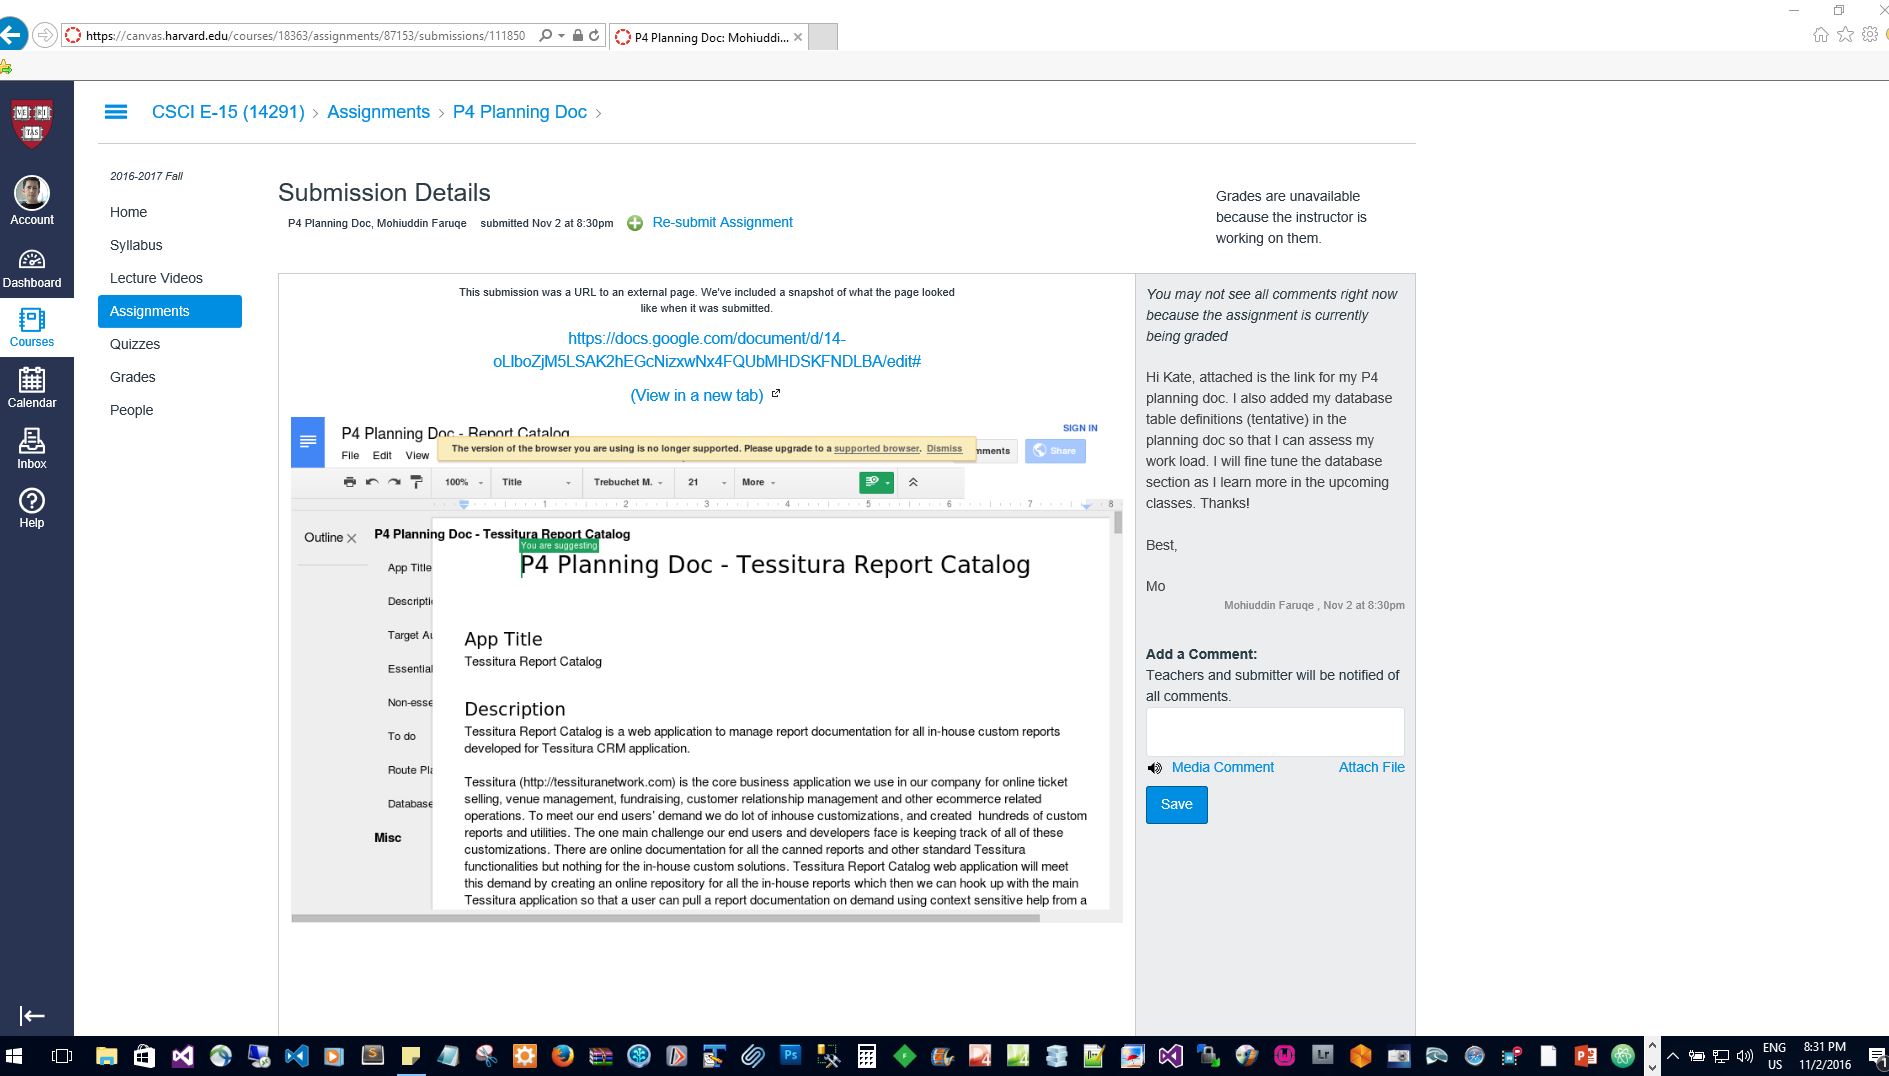 https://canvas.harvard.edu/courses/18363/assignments/87153/submissions/111850
P4 Planning Doc: Mohiuddi...
VE RI
TAS
Account
Dashboard
Courses
Calendar
Inbox
Help
CSCI E-15 (14291) > Assignments > P4 Planning Doc >
2016-2017 Fall
Home
Syllabus
Lecture Videos
Assignments
Quizzes
Grades
People
Submission Details
P4 Planning Doc, Mohiuddin Faruqe submitted Nov 2 at 8:30pm Re-submit Assignment
Grades are unavailable
because the instructor is
working on them.
This submission was a URL to an external page. We've included a snapshot of what the page looked
like when it was submitted.
https://docs.google.com/document/d/14-
oLIboZjM5LSAK2hEGcNizxwNx4FQUbMHDSKFNDLBA/edit#
(View in a new tab)
P4 Planning Doc - Report Catalog
SIGN IN
File Edit View
The version of the browser you are using is no longer supported. Please upgrade to a supported browser. Dismiss
mments
Share
100% Title Trebuchet M. 21 More
1 2 3 4 5 6 7 8
Outline
P4 Planning Doc - Tessitura Report Catalog
App Title
Descripti
Target Au
Essential
Non-esse
To do
Route Pla
Database
Misc
You are suggesting
P4 Planning Doc - Tessitura Report Catalog
App Title
Tessitura Report Catalog
Description
Tessitura Report Catalog is a web application to manage report documentation for all in-house custom reports
developed for Tessitura CRM application.
Tessitura (http://tessituranetwork.com) is the core business application we use in our company for online ticket
selling, venue management, fundraising, customer relationship management and other ecommerce related
operations. To meet our end users' demand we do lot of inhouse customizations, and created hundreds of custom
reports and utilities. The one main challenge our end users and developers face is keeping track of all of these
customizations. There are online documentation for all the canned reports and other standard Tessitura
functionalities but nothing for the in-house custom solutions. Tessitura Report Catalog web application will meet
this demand by creating an online repository for all the in-house reports which then we can hook up with the main
Tessitura application so that a user can pull a report documentation on demand using context sensitive help from a
You may not see all comments right now
because the assignment is currently
being graded
Hi Kate, attached is the link for my P4
planning doc. I also added my database
table definitions (tentative) in the
planning doc so that I can assess my
work load. I will fine tune the database
section as I learn more in the upcoming
classes. Thanks!
Best,
Mo
Mohiuddin Faruqe , Nov 2 at 8:30pm
Add a Comment:
Teachers and submitter will be notified of
all comments.
Media Comment
Attach File
Save
Ps
Lr
ENG
US
8:31 PM
11/2/2016
1